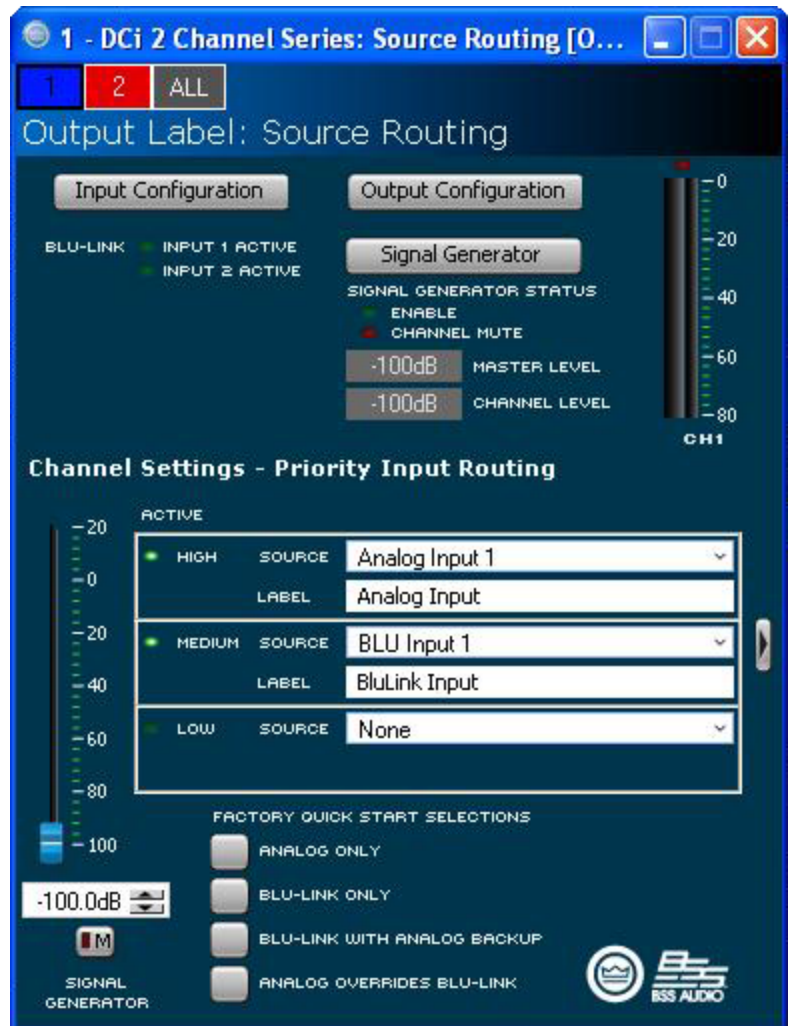 1 - DCi 2 Channel Series: Source Routing [O...
1 2 ALL
Output Label: Source Routing
Input Configuration
Output Configuration
BLU-LINK INPUT 1 ACTIVE
INPUT 2 ACTIVE
Signal Generator
SIGNAL GENERATOR STATUS
ENABLE
CHANNEL MUTE
-100dB MASTER LEVEL
-100dB CHANNEL LEVEL
0
-20
-40
-60
-80
CH1
Channel Settings - Priority Input Routing
ACTIVE
20
0
-20
-40
-60
-80
-100
HIGH SOURCE Analog Input 1
LABEL Analog Input
MEDIUM SOURCE BLU Input 1
LABEL BluLink Input
LOW SOURCE None
FACTORY QUICK START SELECTIONS
ANALOG ONLY
BLU-LINK ONLY
BLU-LINK WITH ANALOG BACKUP
ANALOG OVERRIDES BLU-LINK
-100.0dB
M
SIGNAL
GENERATOR
BSS
BSS AUDIO